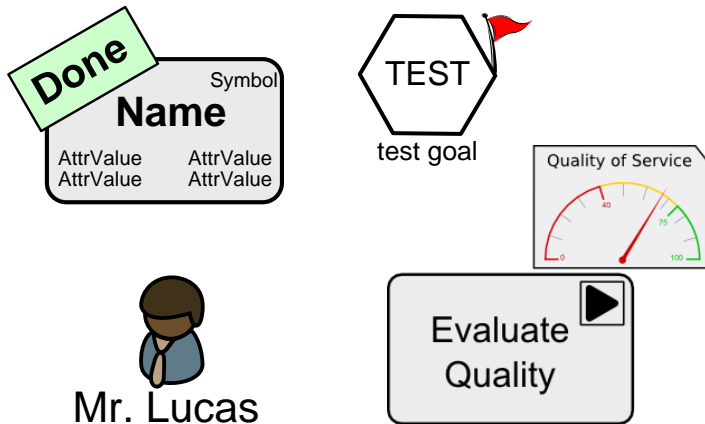 Done
Symbol
Name
AttrValue AttrValue
AttrValue AttrValue
TEST
test goal
Quality of Service
0 40 75 100
Evaluate
Quality
Mr. Lucas